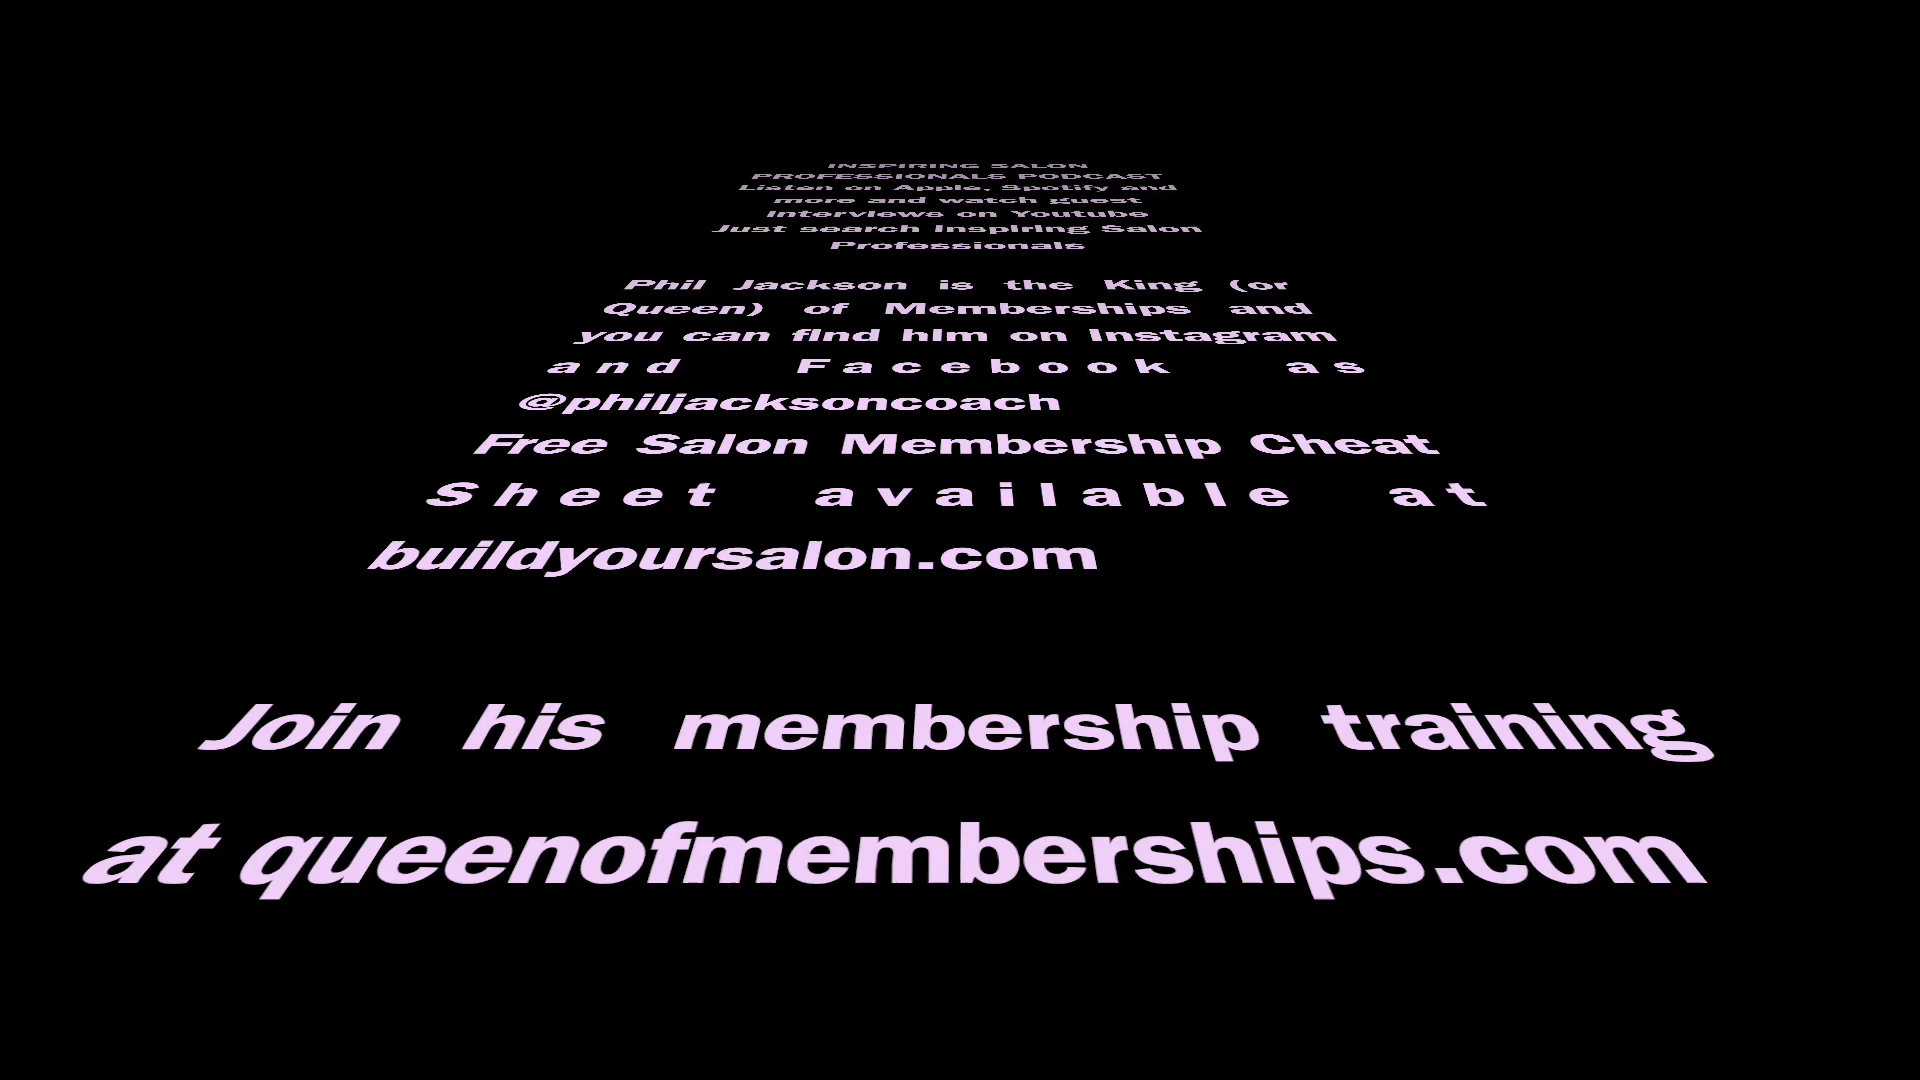 INSPIRING SALON
PROFESSIONALS PODCAST
Listen on Apple, Spotify and
more and watch guest
interviews on Youtube
Just search Inspiring Salon
Professionals
Phil Jackson is the King (or
Queen) of Memberships and
you can find him on Instagram
and Facebook as
@philjacksoncoach
Free Salon Membership Cheat
Sheet available at
buildyoursalon.com
Join his membership training
at queenofmemberships.com